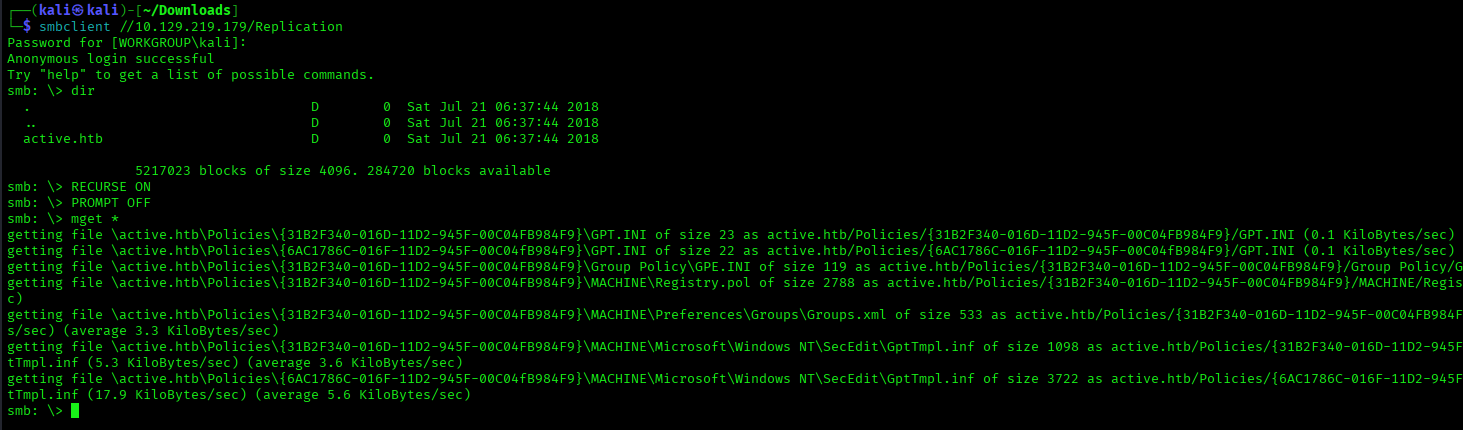 ┌──(kali㉿kali)-[~/Downloads]
└─$ smbclient //10.129.219.179/Replication
Password for [WORKGROUP\kali]:
Anonymous login successful
Try "help" to get a list of possible commands.
smb: \> dir
  .                                   D        0  Sat Jul 21 06:37:44 2018
  ..                                  D        0  Sat Jul 21 06:37:44 2018
  active.htb                          D        0  Sat Jul 21 06:37:44 2018
                5217023 blocks of size 4096. 284720 blocks available
smb: \> RECURSE ON
smb: \> PROMPT OFF
smb: \> mget *
getting file \active.htb\Policies\{31B2F340-016D-11D2-945F-00C04FB984F9}\GPT.INI of size 23 as active.htb/Policies/{31B2F340-016D-11D2-945F-00C04FB984F9}/GPT.INI (0.1 KiloBytes/sec)
getting file \active.htb\Policies\{6AC1786C-016F-11D2-945F-00C04fB984F9}\GPT.INI of size 22 as active.htb/Policies/{6AC1786C-016F-11D2-945F-00C04fB984F9}/GPT.INI (0.1 KiloBytes/sec)
getting file \active.htb\Policies\{31B2F340-016D-11D2-945F-00C04FB984F9}\Group Policy\GPE.INI of size 119 as active.htb/Policies/{31B2F340-016D-11D2-945F-00C04FB984F9}/Group Policy/G
getting file \active.htb\Policies\{31B2F340-016D-11D2-945F-00C04FB984F9}\MACHINE\Registry.pol of size 2788 as active.htb/Policies/{31B2F340-016D-11D2-945F-00C04FB984F9}/MACHINE/Regis
c)
getting file \active.htb\Policies\{31B2F340-016D-11D2-945F-00C04FB984F9}\MACHINE\Preferences\Groups\Groups.xml of size 533 as active.htb/Policies/{31B2F340-016D-11D2-945F-00C04FB984F
s/sec) (average 3.3 KiloBytes/sec)
getting file \active.htb\Policies\{31B2F340-016D-11D2-945F-00C04FB984F9}\MACHINE\Microsoft\Windows NT\SecEdit\GptTmpl.inf of size 1098 as active.htb/Policies/{31B2F340-016D-11D2-945F
tTmpl.inf (5.3 KiloBytes/sec) (average 3.6 KiloBytes/sec)
getting file \active.htb\Policies\{6AC1786C-016F-11D2-945F-00C04fB984F9}\MACHINE\Microsoft\Windows NT\SecEdit\GptTmpl.inf of size 3722 as active.htb/Policies/{6AC1786C-016F-11D2-945F
tTmpl.inf (17.9 KiloBytes/sec) (average 5.6 KiloBytes/sec)
smb: \>